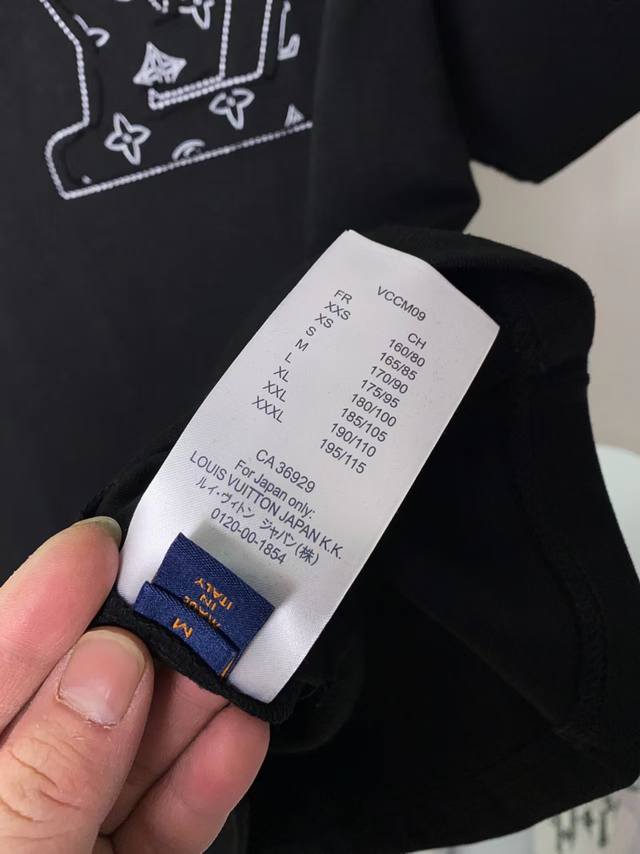 VCCM09
FR CH
XXS 160/80
XS 165/85
S 170/90
M 175/95
L 180/100
XL 185/105
XXL 190/110
XXXL 195/115
CA 36929
For Japan only:
LOUIS VUITTON JAPAN K.K.
ルイ・ヴィトン ジャパン(株)
0120-00-1854
MADE
IN
ITALY
M